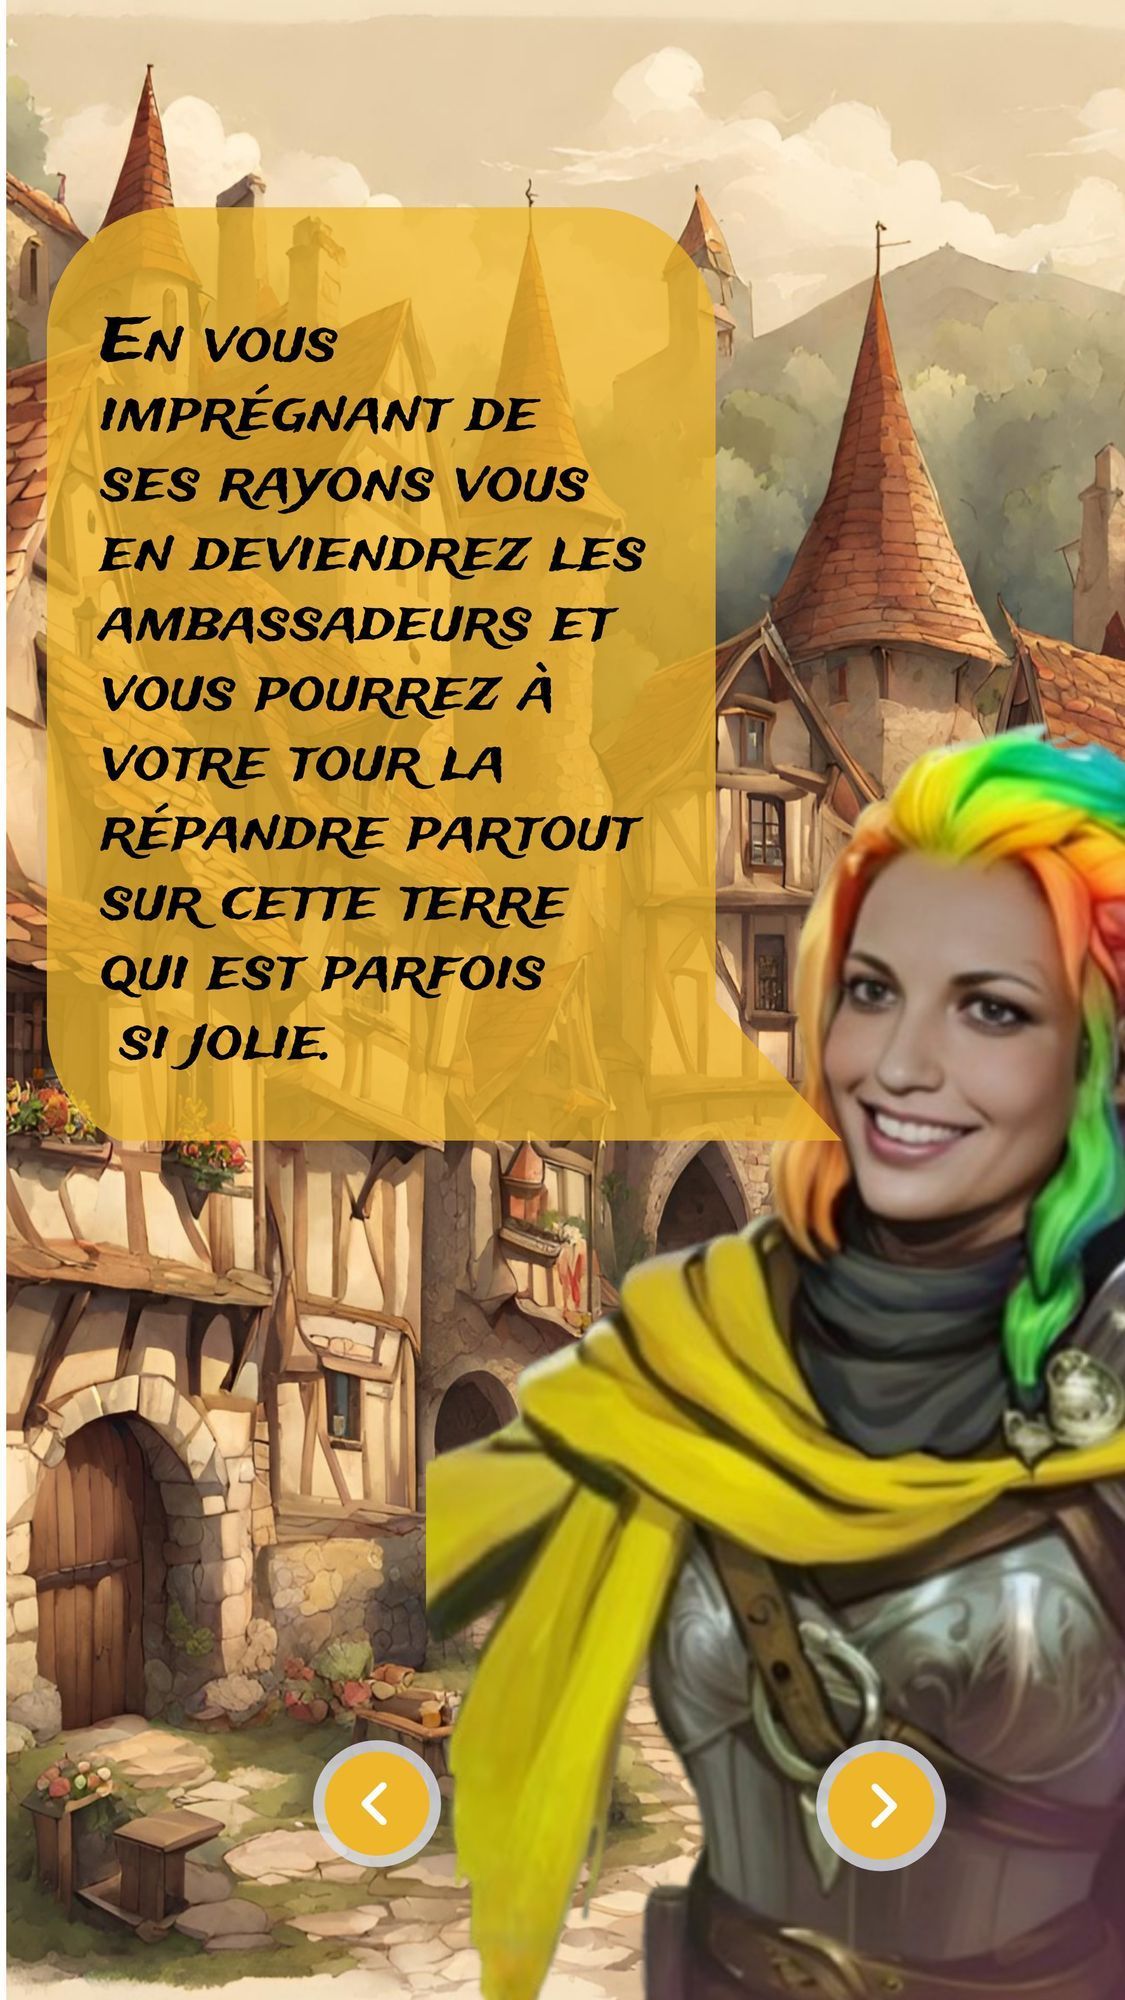 En vous
imprégnant de
ses rayons vous
en deviendrez les
ambassadeurs et
vous pourrez à
votre tour la
répandre partout
sur cette terre
qui est parfois
si jolie.